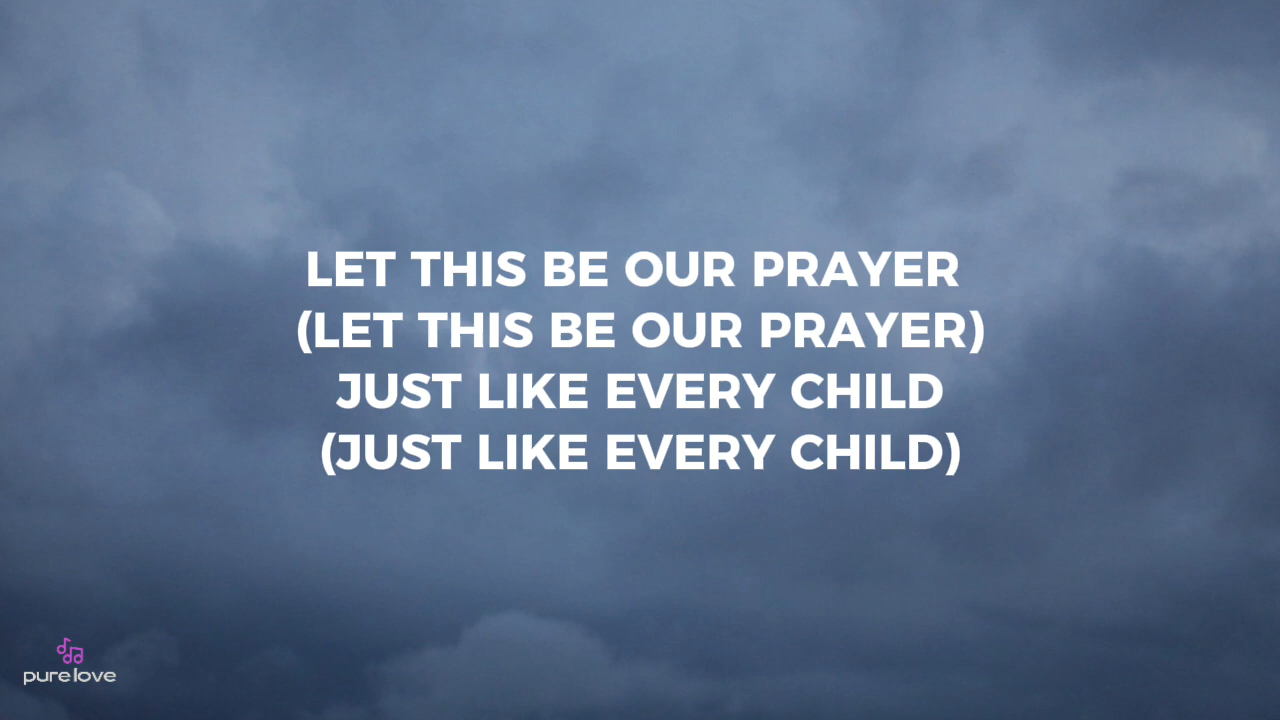 LET THIS BE OUR PRAYER
(LET THIS BE OUR PRAYER)
JUST LIKE EVERY CHILD
(JUST LIKE EVERY CHILD)
pure love